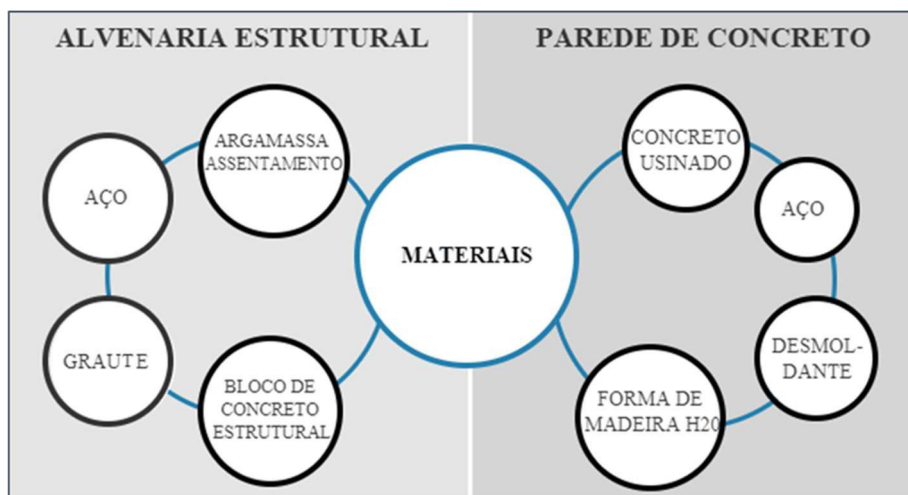 ALVENARIA ESTRUTURAL
PAREDE DE CONCRETO
ARGAMASSA
ASSENTAMENTO
AÇO
GRAUTE
BLOCO DE
CONCRETO
ESTRUTURAL
MATERIAIS
CONCRETO
USINADO
AÇO
DESMOL-
DANTE
FORMA DE
MADEIRA H20